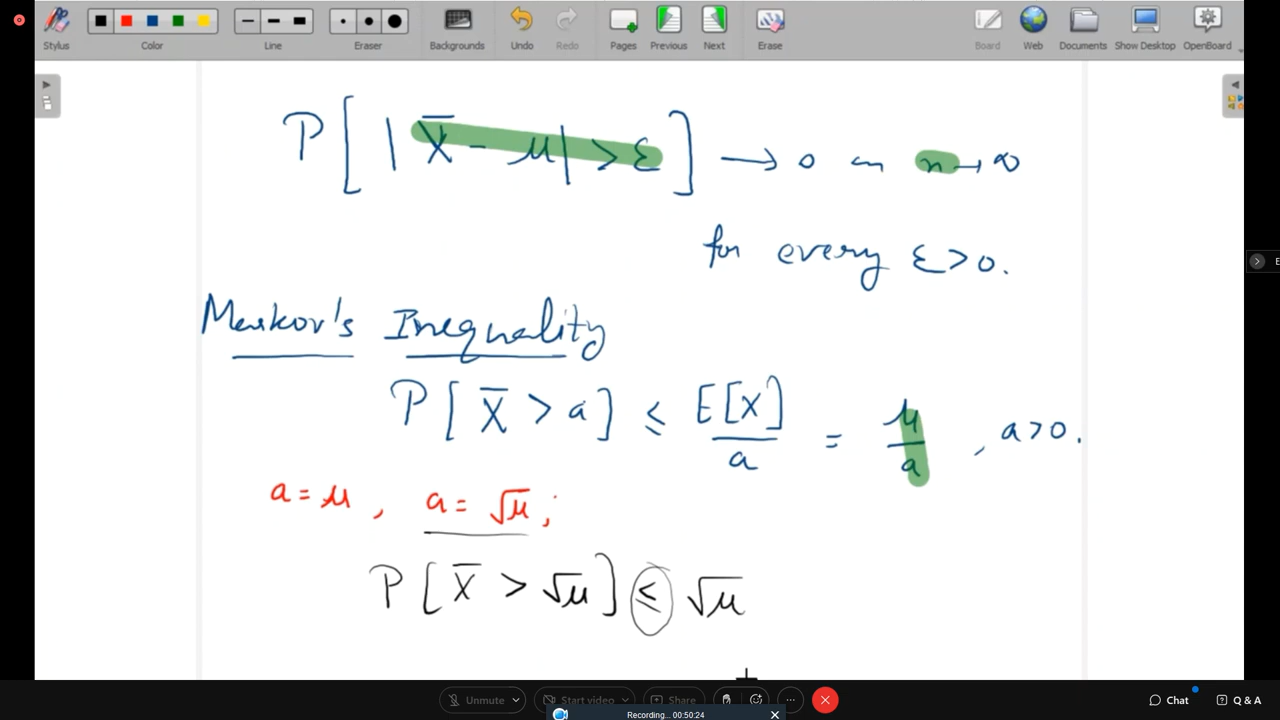 Stylus Color Line Eraser Backgrounds Undo Redo Pages Previous Next Erase Board Web Documents Show Desktop OpenBoard
P[ |X̅ - μ| > ε ] → 0 as n → ∞
for every ε > 0.
Markov's Inequality
P[ X̅ > a ] ≤ E[X]/a = μ/a , a > 0.
a = μ , a = √μ ;
P[ X̅ > √μ ] ≤ √μ
Unmute Start video Share Chat Q & A
Recording... 00:50:24